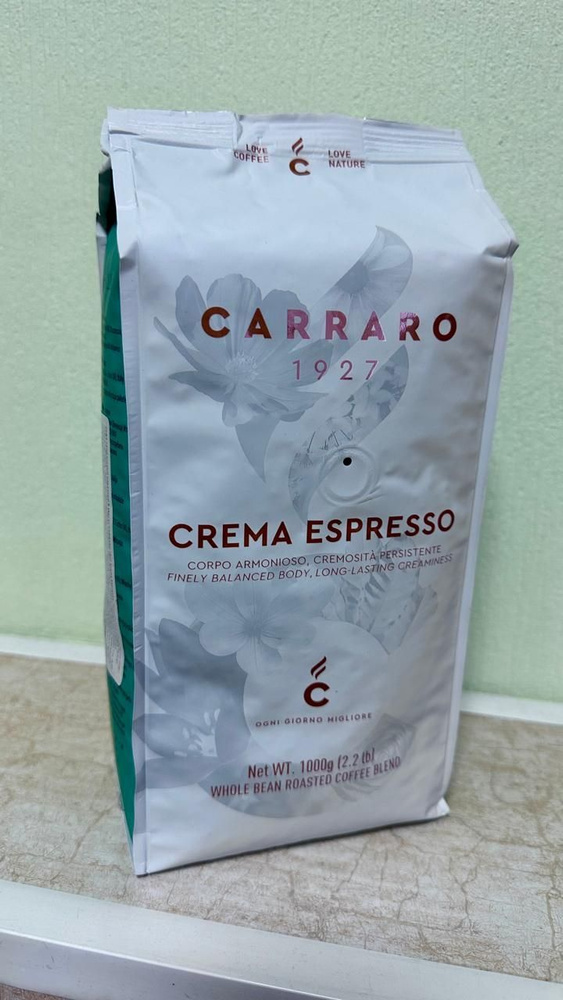 LOVE COFFEE
LOVE NATURE
CARRARO
1927
CREMA ESPRESSO
CORPO ARMONIOSO, CREMOSITÀ PERSISTENTE
FINELY BALANCED BODY, LONG-LASTING CREAMINESS
OGNI GIORNO MIGLIORE
Net WT. 1000g (2.2 lb)
WHOLE BEAN ROASTED COFFEE BLEND